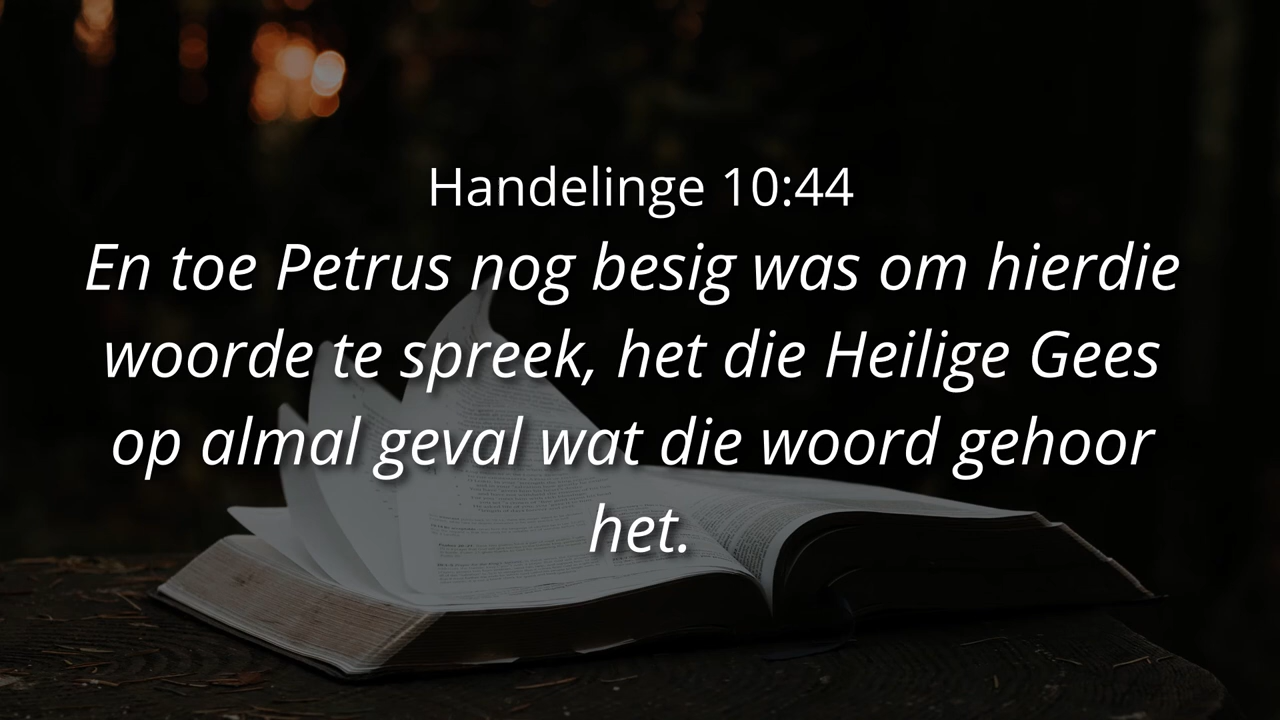 Handelinge 10:44
En toe Petrus nog besig was om hierdie
woorde te spreek, het die Heilige Gees
op almal geval wat die woord gehoor
het.